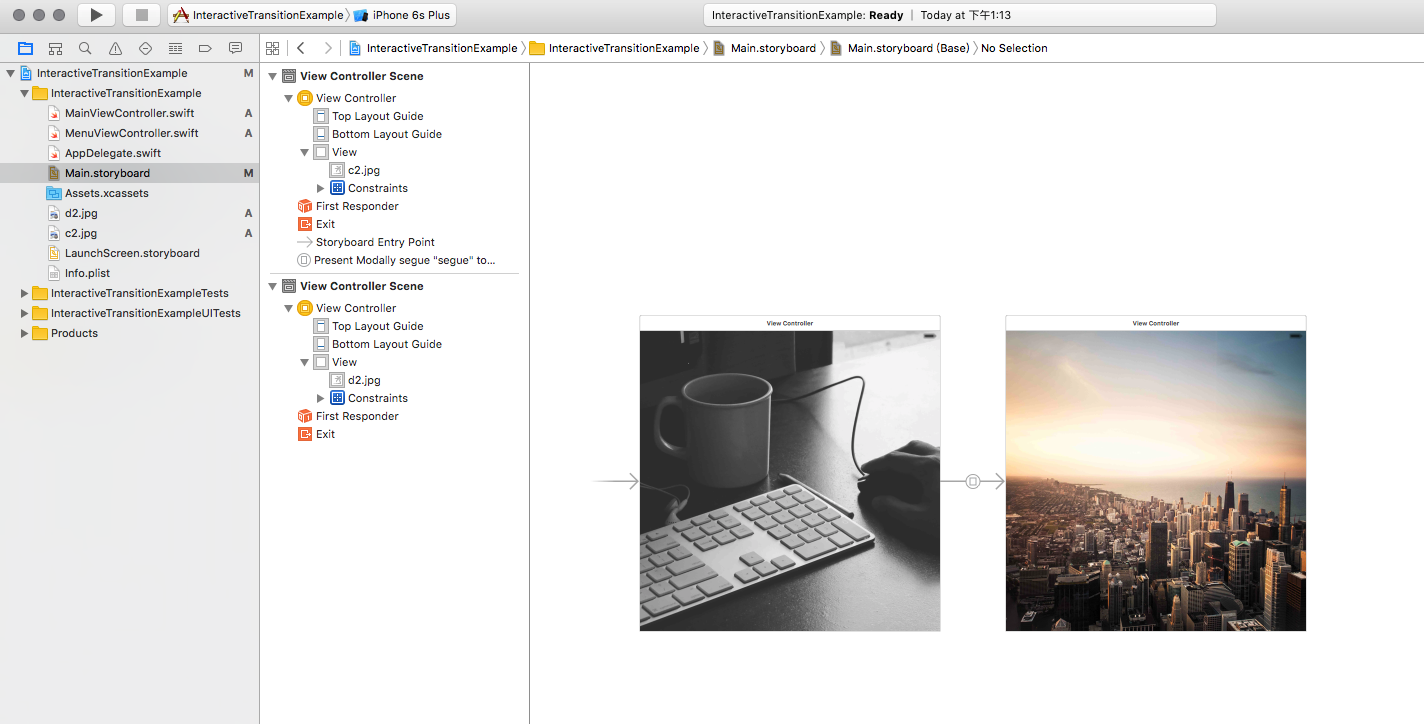 InteractiveTransitionExample iPhone 6s Plus
InteractiveTransitionExample: Ready | Today at 下午1:13
InteractiveTransitionExample InteractiveTransitionExample Main.storyboard Main.storyboard (Base) No Selection
InteractiveTransitionExample M
InteractiveTransitionExample
MainViewController.swift A
MenuViewController.swift A
AppDelegate.swift
Main.storyboard M
Assets.xcassets
d2.jpg A
c2.jpg A
LaunchScreen.storyboard
Info.plist
InteractiveTransitionExampleTests
InteractiveTransitionExampleUITests
Products
View Controller Scene
View Controller
Top Layout Guide
Bottom Layout Guide
View
c2.jpg
Constraints
First Responder
Exit
Storyboard Entry Point
Present Modally segue "segue" to...
View Controller Scene
View Controller
Top Layout Guide
Bottom Layout Guide
View
d2.jpg
Constraints
First Responder
Exit
View Controller
View Controller